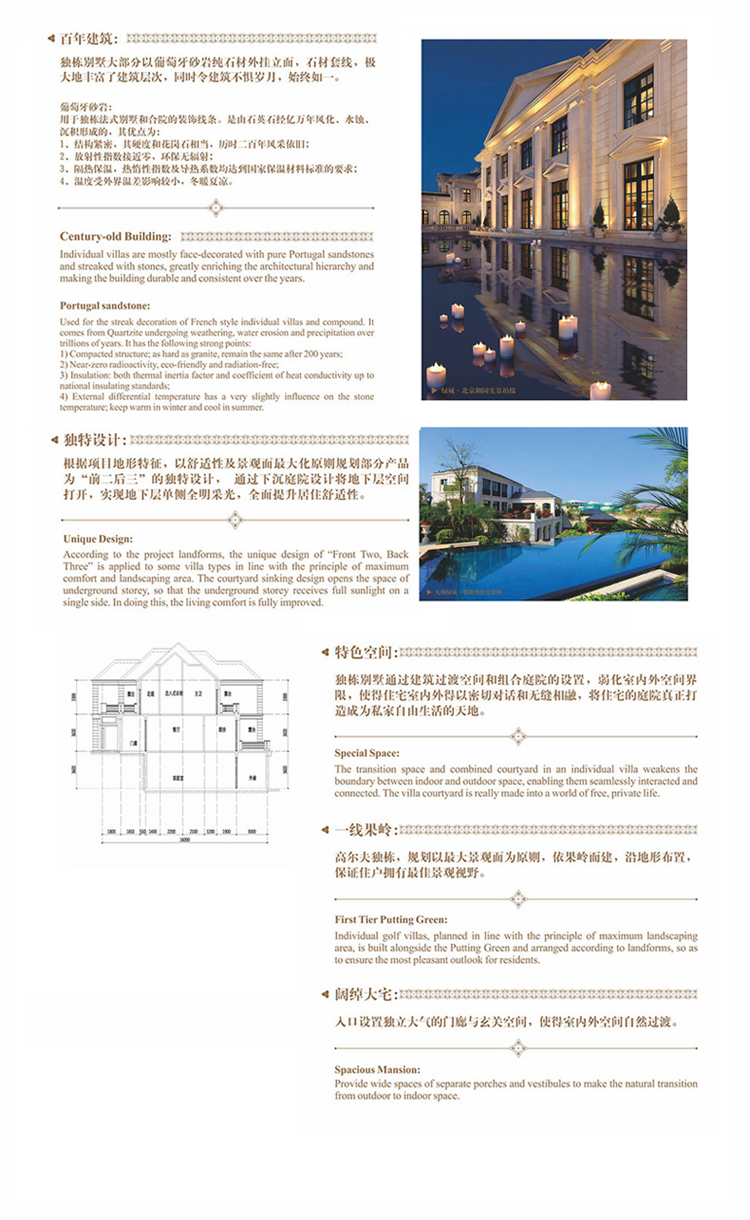 百年建筑：
独栋别墅大部分以葡萄牙砂岩纯石材外挂立面，石材套线，极
大地丰富了建筑层次，同时令建筑不惧岁月，始终如一。
葡萄牙砂岩：
用于独栋法式别墅和合院的装饰线条。是由石英石经亿万年风化、水蚀、
沉积形成的，其优点为：
1、结构紧密，其硬度和花岗石相当，历时二百年风采依旧；
2、放射性指数接近零，环保无辐射；
3、隔热保温，热惰性指数及导热系数均达到国家保温材料标准的要求；
4、温度受外界温差影响较小，冬暖夏凉。
Century-old Building:
Individual villas are mostly face-decorated with pure Portugal sandstones
and streaked with stones, greatly enriching the architectural hierarchy and
making the building durable and consistent over the years.
Portugal sandstone:
Used for the streak decoration of French style individual villas and compound. It
comes from Quartzite undergoing weathering, water erosion and precipitation over
trillions of years. It has the following strong points:
1) Compacted structure; as hard as granite, remain the same after 200 years;
2) Near-zero radioactivity, eco-friendly and radiation-free;
3) Insulation: both thermal inertia factor and coefficient of heat conductivity up to
national insulating standards;
4) External differential temperature has a very slightly influence on the stone
temperature; keep warm in winter and cool in summer.
绿城·北京御园实景拍摄
独特设计：
根据项目地形特征，以舒适性及景观面最大化原则规划部分产品
为“前二后三”的独特设计， 通过下沉庭院设计将地下层空间
打开，实现地下层单侧全明采光，全面提升居住舒适性。
Unique Design:
According to the project landforms, the unique design of “Front Two, Back
Three” is applied to some villa types in line with the principle of maximum
comfort and landscaping area. The courtyard sinking design opens the space of
underground storey, so that the underground storey receives full sunlight on a
single side. In doing this, the living comfort is fully improved.
露台 花池 主卫 露台
门廊 餐厅 厨房 露台
家庭室
3600
3600
1800 1850 1400 2200 2100 1200 1900 3000
16000
特色空间：
独栋别墅通过建筑过渡空间和组合庭院的设置，弱化室内外空间界
限，使得住宅室内外得以密切对话和无缝相融，将住宅的庭院真正打
造成为私家自由生活的天地。
Special Space:
The transition space and combined courtyard in an individual villa weakens the
boundary between indoor and outdoor space, enabling them seamlessly interacted and
connected. The villa courtyard is really made into a world of free, private life.
一线果岭：
高尔夫独栋，规划以最大景观面为原则，依果岭而建，沿地形布置，
保证住户拥有最佳景观视野。
First Tier Putting Green:
Individual golf villas, planned in line with the principle of maximum landscaping
area, is built alongside the Putting Green and arranged according to landforms, so as
to ensure the most pleasant outlook for residents.
阔绰大宅：
入口设置独立大气的门廊与玄关空间，使得室内外空间自然过渡。
Spacious Mansion:
Provide wide spaces of separate porches and vestibules to make the natural transition
from outdoor to indoor space.